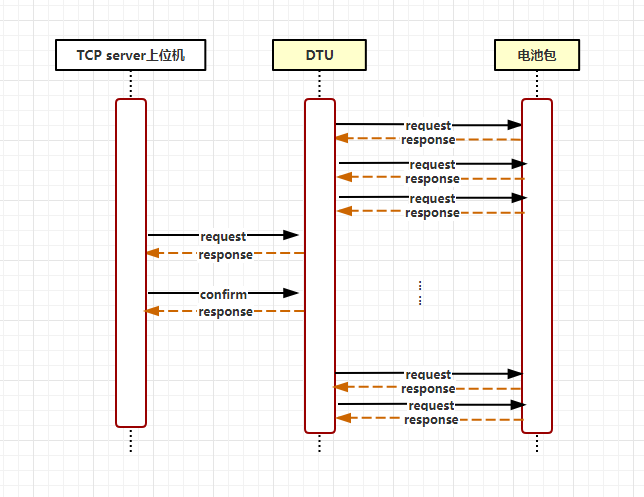 TCP server上位机
DTU
电池包
request
response
request
response
request
response
request
response
confirm
response
request
response
request
response